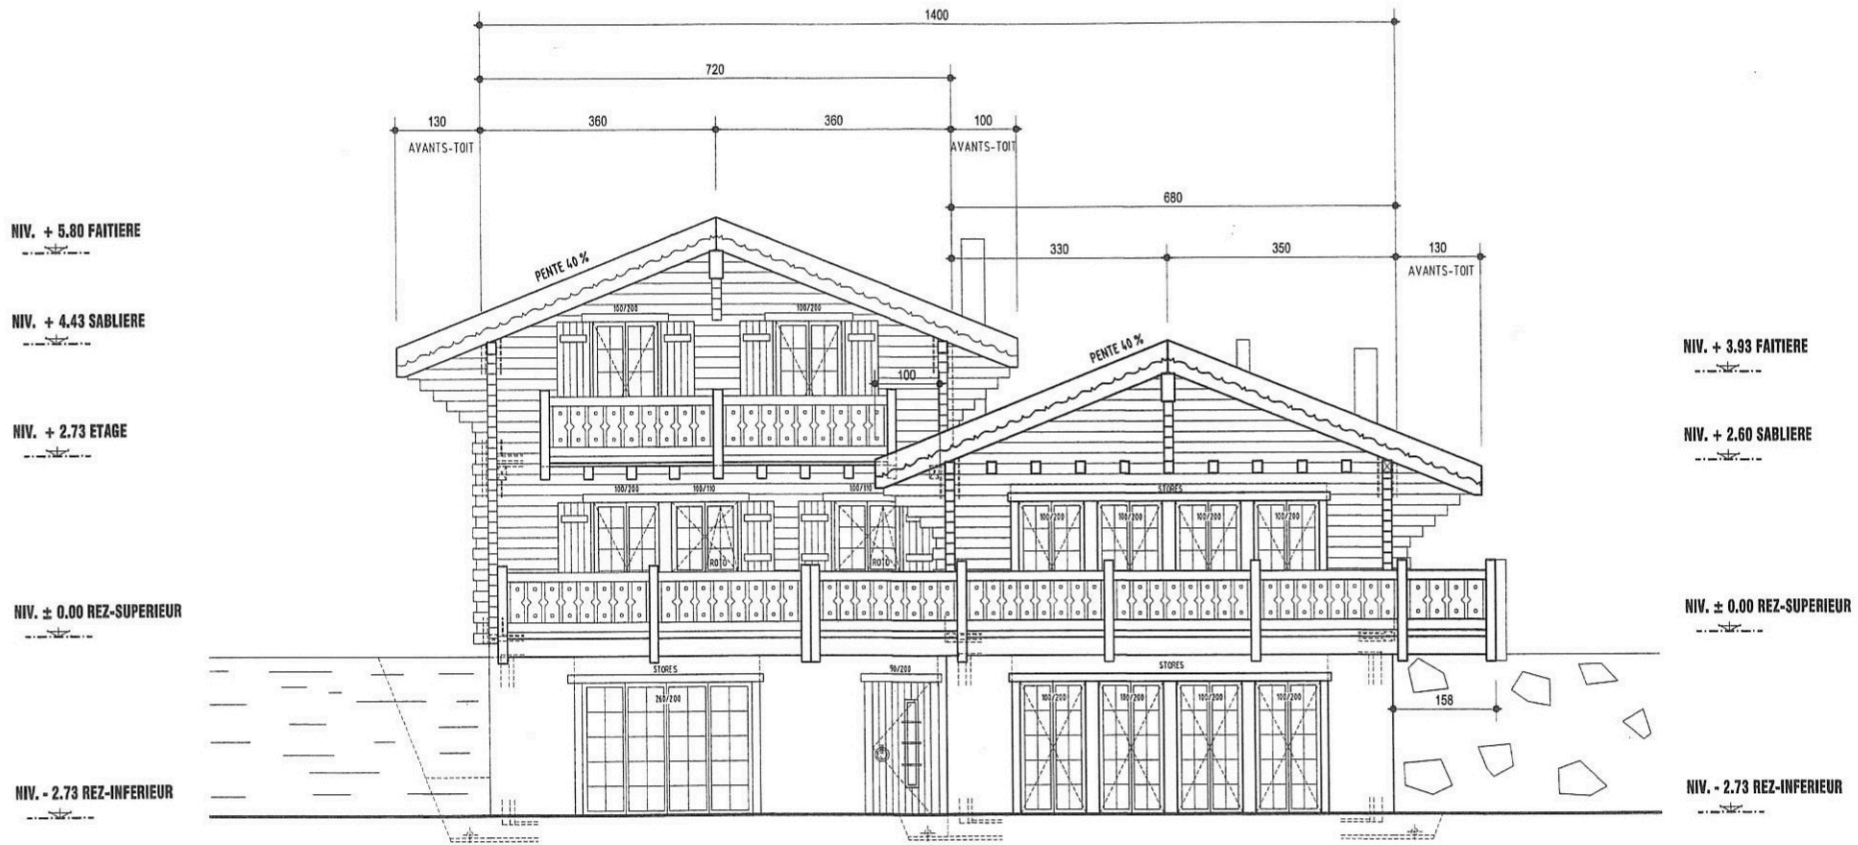 1400
720
130
360
360
100
AVANTS-TOIT
AVANTS-TOIT
680
330
350
130
AVANTS-TOIT
NIV. + 5.80 FAITIERE
PENTE 40 %
NIV. + 4.43 SABLIERE
100/200
100/200
NIV. + 3.93 FAITIERE
PENTE 40 %
100
NIV. + 2.73 ETAGE
NIV. + 2.60 SABLIERE
100/200
100/110
100/110
STORES
100/200
100/200
100/200
100/200
ROTO
ROTO
NIV. ± 0.00 REZ-SUPERIEUR
NIV. ± 0.00 REZ-SUPERIEUR
STORES
90/200
STORES
260/200
100/200
100/200
100/200
100/200
158
NIV. - 2.73 REZ-INFERIEUR
NIV. - 2.73 REZ-INFERIEUR